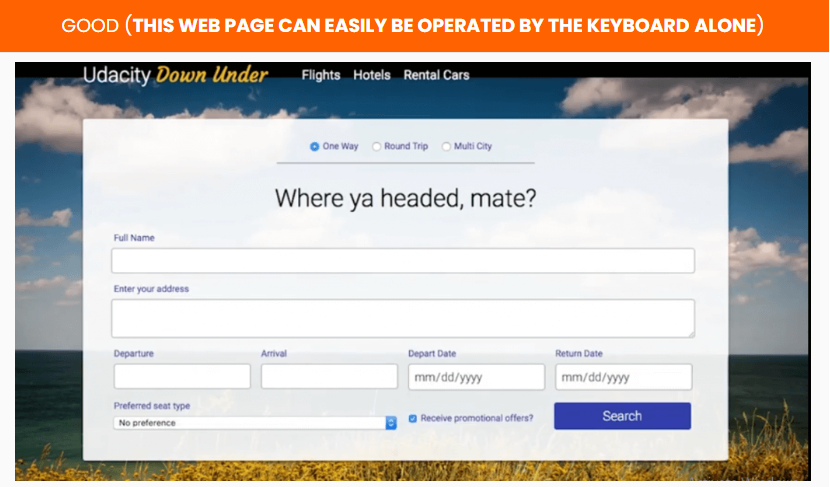 GOOD (THIS WEB PAGE CAN EASILY BE OPERATED BY THE KEYBOARD ALONE)
Udacity Down Under Flights Hotels Rental Cars
One Way Round Trip Multi City
Where ya headed, mate?
Full Name
Enter your address
Departure Arrival Depart Date Return Date
mm/dd/yyyy mm/dd/yyyy
Preferred seat type
No preference
Receive promotional offers?
Search